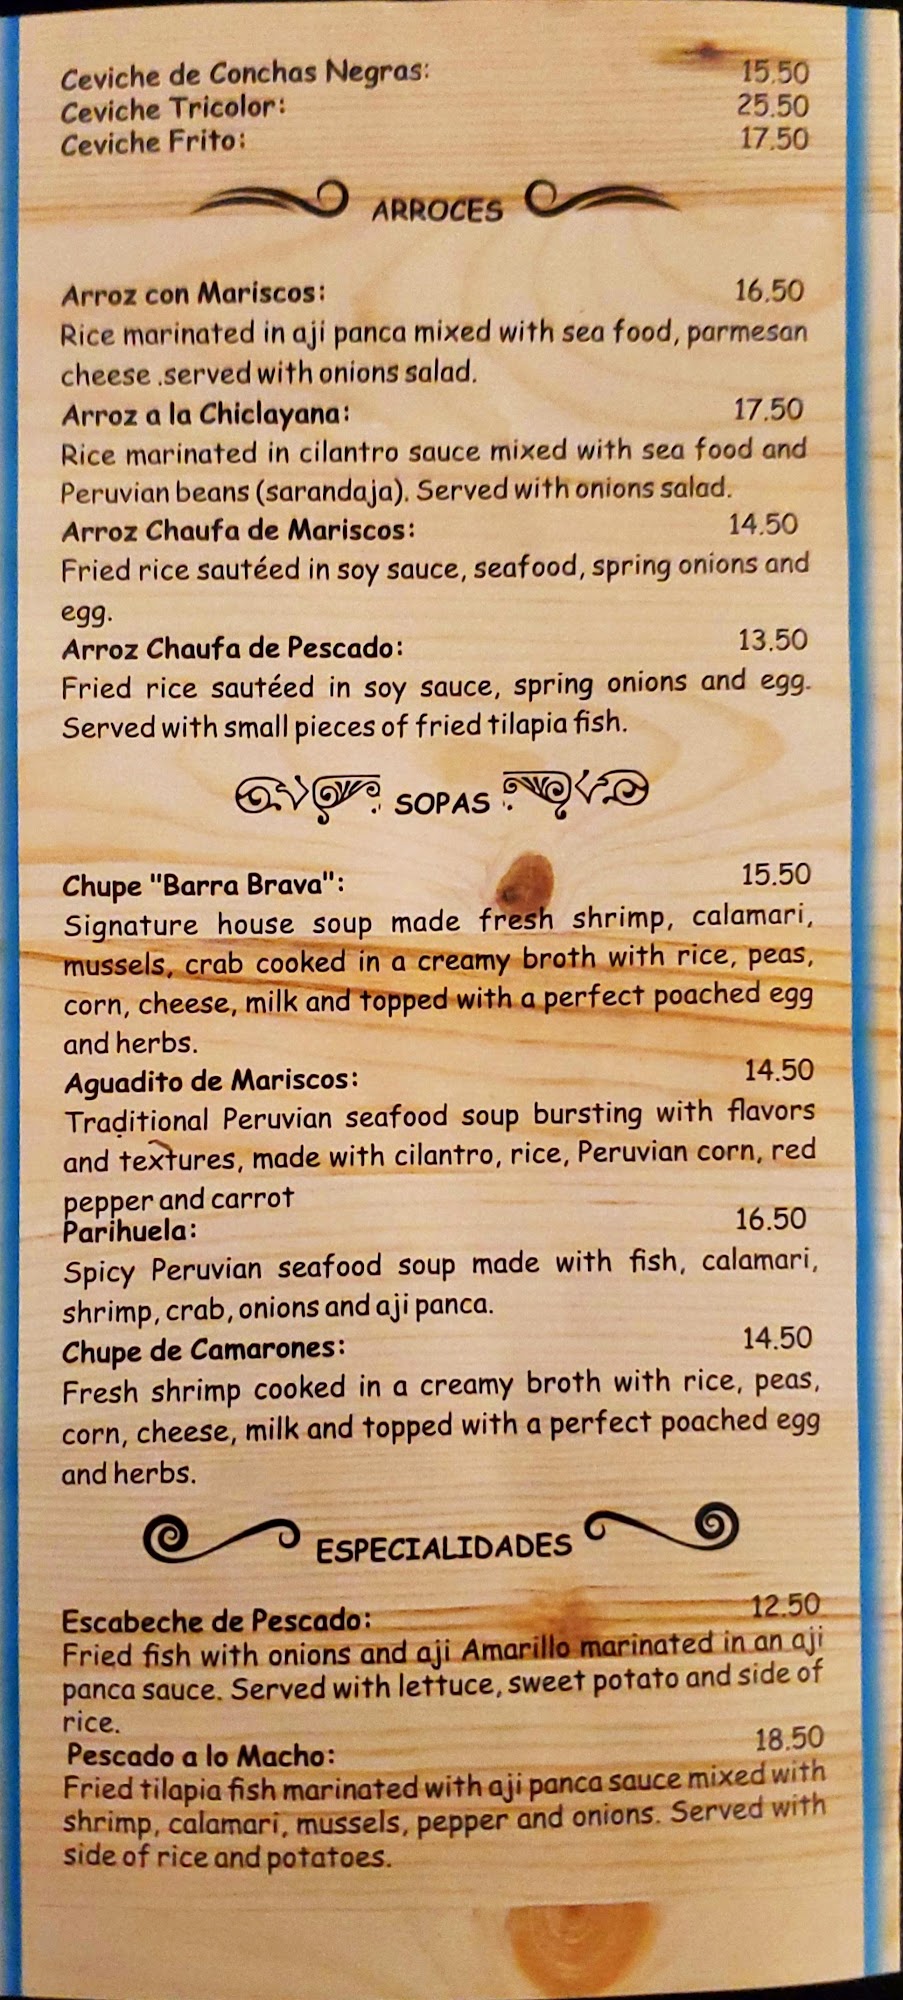 Ceviche de Conchas Negras: 15.50
Ceviche Tricolor: 25.50
Ceviche Frito: 17.50
ARROCES
Arroz con Mariscos: 16.50
Rice marinated in aji panca mixed with sea food, parmesan
cheese .served with onions salad.
Arroz a la Chiclayana: 17.50
Rice marinated in cilantro sauce mixed with sea food and
Peruvian beans (sarandaja). Served with onions salad.
Arroz Chaufa de Mariscos: 14.50
Fried rice sautéed in soy sauce, seafood, spring onions and
egg.
Arroz Chaufa de Pescado: 13.50
Fried rice sautéed in soy sauce, spring onions and egg.
Served with small pieces of fried tilapia fish.
SOPAS
Chupe "Barra Brava": 15.50
Signature house soup made fresh shrimp, calamari,
mussels, crab cooked in a creamy broth with rice, peas,
corn, cheese, milk and topped with a perfect poached egg
and herbs.
Aguadito de Mariscos: 14.50
Traditional Peruvian seafood soup bursting with flavors
and textures, made with cilantro, rice, Peruvian corn, red
pepper and carrot
Parihuela: 16.50
Spicy Peruvian seafood soup made with fish, calamari,
shrimp, crab, onions and aji panca.
Chupe de Camarones: 14.50
Fresh shrimp cooked in a creamy broth with rice, peas,
corn, cheese, milk and topped with a perfect poached egg
and herbs.
ESPECIALIDADES
Escabeche de Pescado: 12.50
Fried fish with onions and aji Amarillo marinated in an aji
panca sauce. Served with lettuce, sweet potato and side of
rice.
Pescado a lo Macho: 18.50
Fried tilapia fish marinated with aji panca sauce mixed with
shrimp, calamari, mussels, pepper and onions. Served with
side of rice and potatoes.